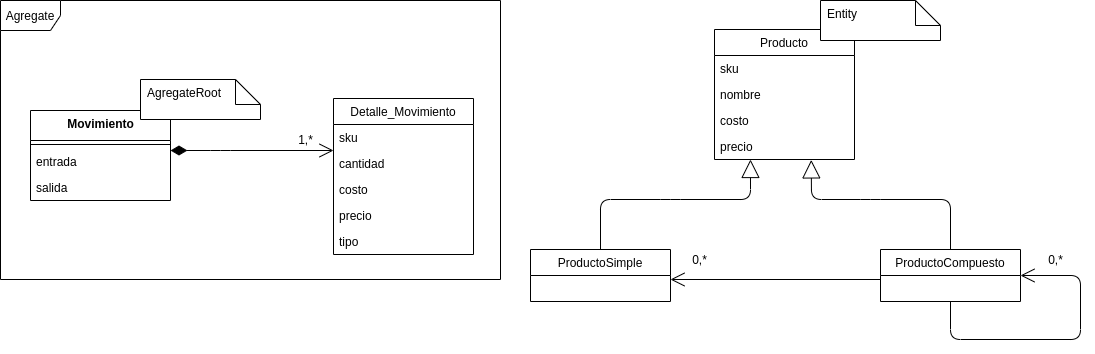 Agregate
AgregateRoot
Movimiento
entrada
salida
1,*
Detalle_Movimiento
sku
cantidad
costo
precio
tipo
Entity
Producto
sku
nombre
costo
precio
ProductoSimple
0,*
ProductoCompuesto
0,*